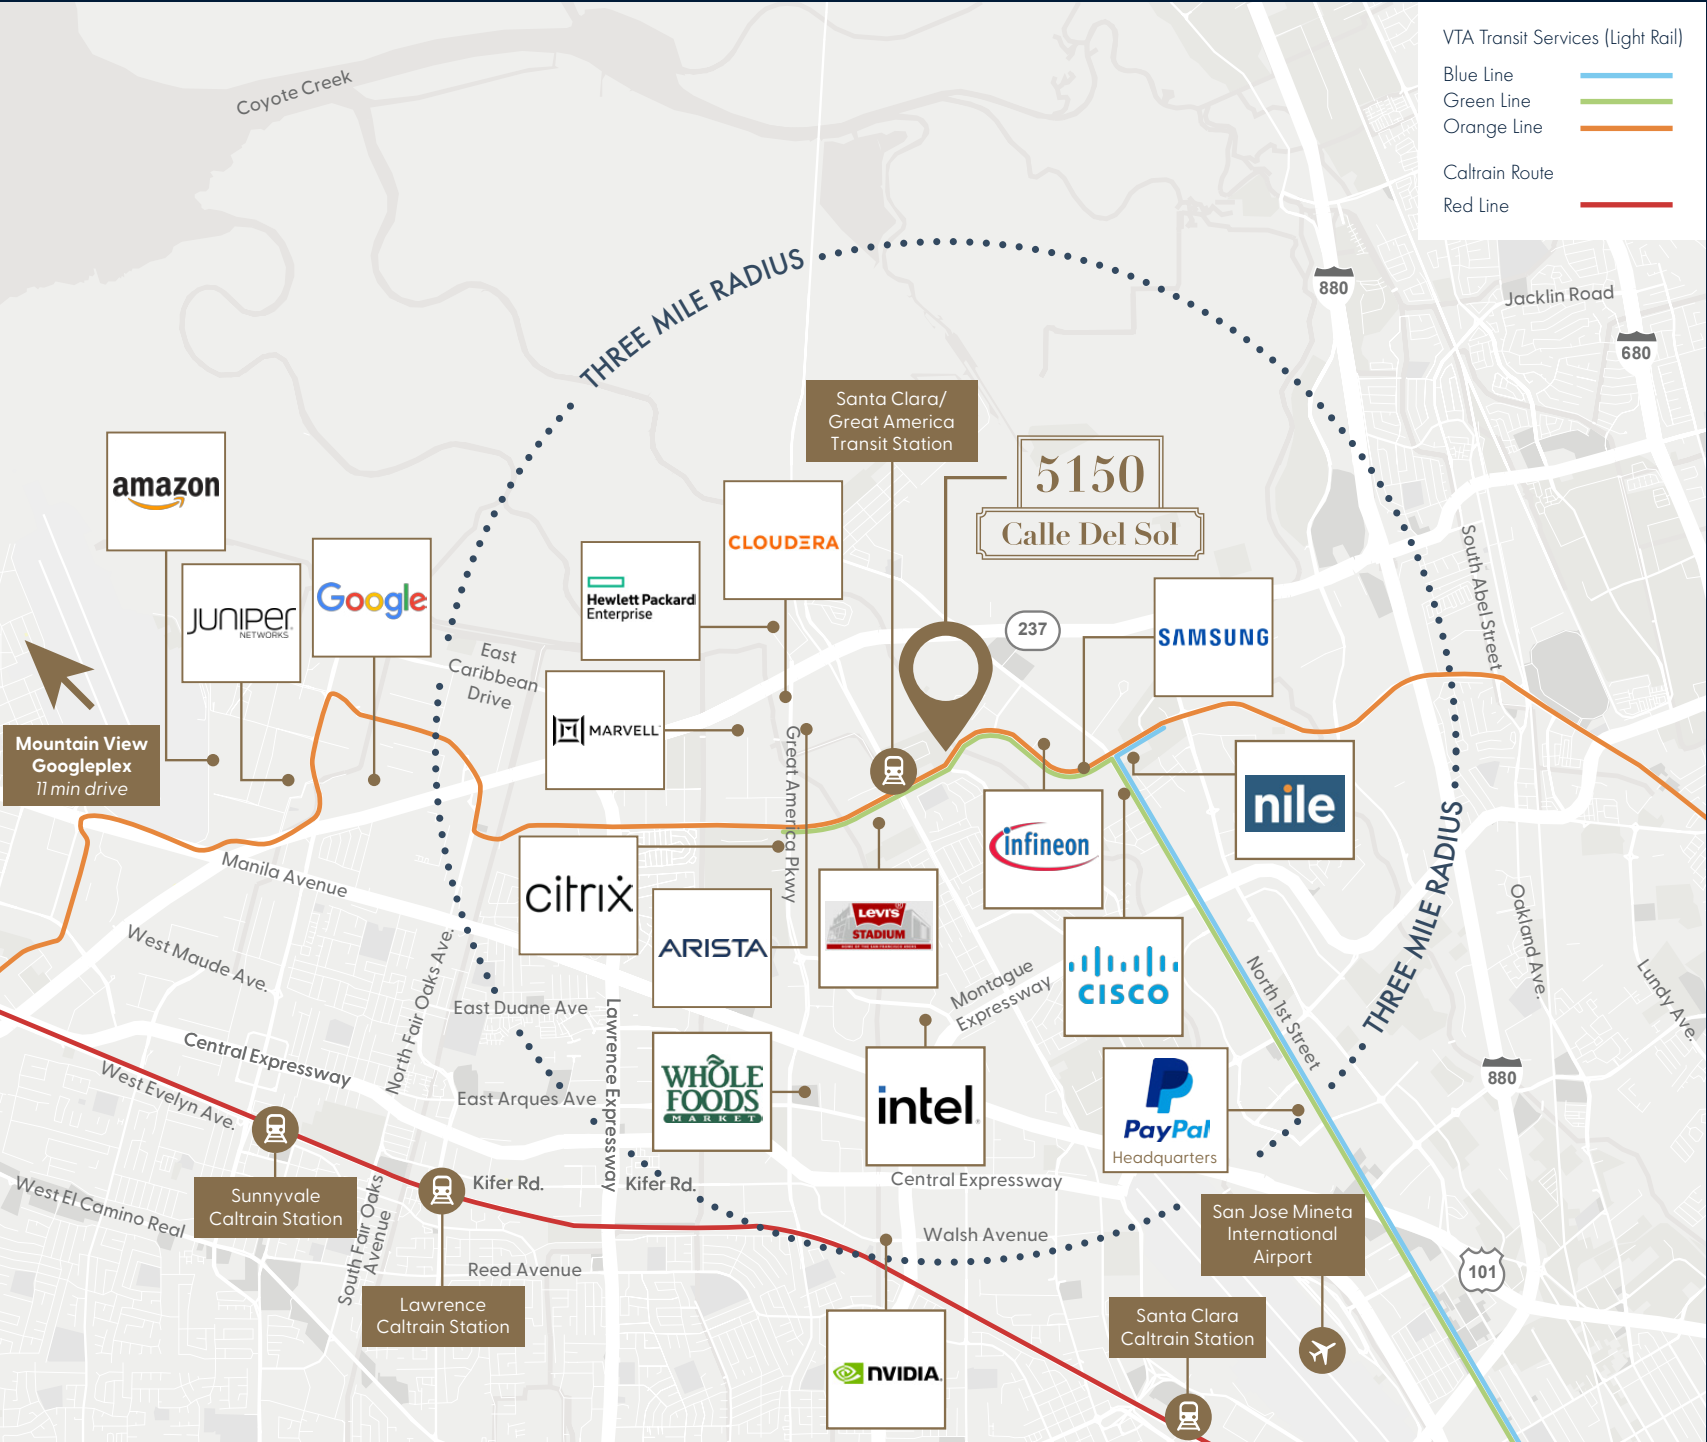 VTA Transit Services (Light Rail)
Blue Line
Green Line
Orange Line
Caltrain Route
Red Line
Coyote Creek
THREE MILE RADIUS
880
Jacklin Road
680
Santa Clara/
Great America
Transit Station
5150
Calle Del Sol
amazon
CLOUDERA
Google
Hewlett Packard
Enterprise
JUNIPER
NETWORKS
237
SAMSUNG
South Abel Street
East
Caribbean
Drive
MARVELL
Mountain View
Googleplex
11 min drive
Great America Pkwy
nile
infineon
Manila Avenue
citrix
LEVI'S
STADIUM
ARISTA
THREE MILE RADIUS
Oakland Ave.
West Maude Ave.
North Fair Oaks Ave.
Montague
Expressway
CISCO
North 1st Street
Lundy Ave.
East Duane Ave
Lawrence Expressway
Central Expressway
West Evelyn Ave.
East Arques Ave
WHOLE
FOODS
MARKET
intel
PayPal
Headquarters
880
Kifer Rd.
Kifer Rd.
Central Expressway
Sunnyvale
Caltrain Station
West El Camino Real
South Fair Oaks
Avenue
San Jose Mineta
International
Airport
Walsh Avenue
Reed Avenue
101
Lawrence
Caltrain Station
Santa Clara
Caltrain Station
NVIDIA